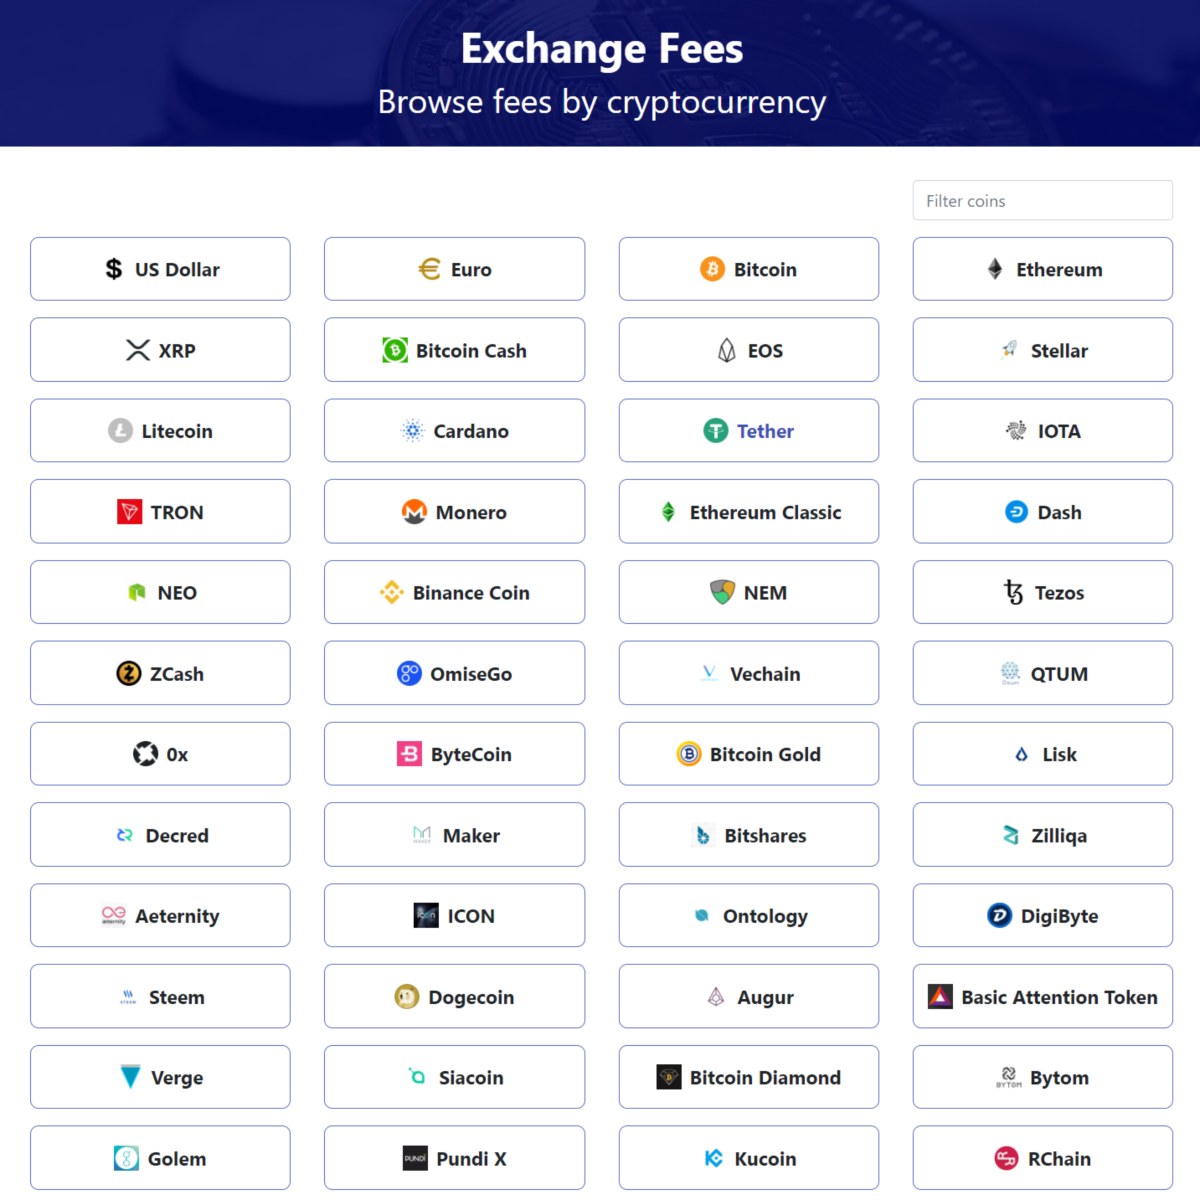 Exchange Fees
Browse fees by cryptocurrency
Filter coins
US Dollar
Euro
Bitcoin
Ethereum
XRP
Bitcoin Cash
EOS
Stellar
Litecoin
Cardano
Tether
IOTA
TRON
Monero
Ethereum Classic
Dash
NEO
Binance Coin
NEM
Tezos
ZCash
OmiseGo
Vechain
QTUM
0x
ByteCoin
Bitcoin Gold
Lisk
Decred
Maker
Bitshares
Zilliqa
Aeternity
ICON
Ontology
DigiByte
Steem
Dogecoin
Augur
Basic Attention Token
Verge
Siacoin
Bitcoin Diamond
BYTOM
Bytom
Golem
PUNDI
Pundi X
Kucoin
RChain